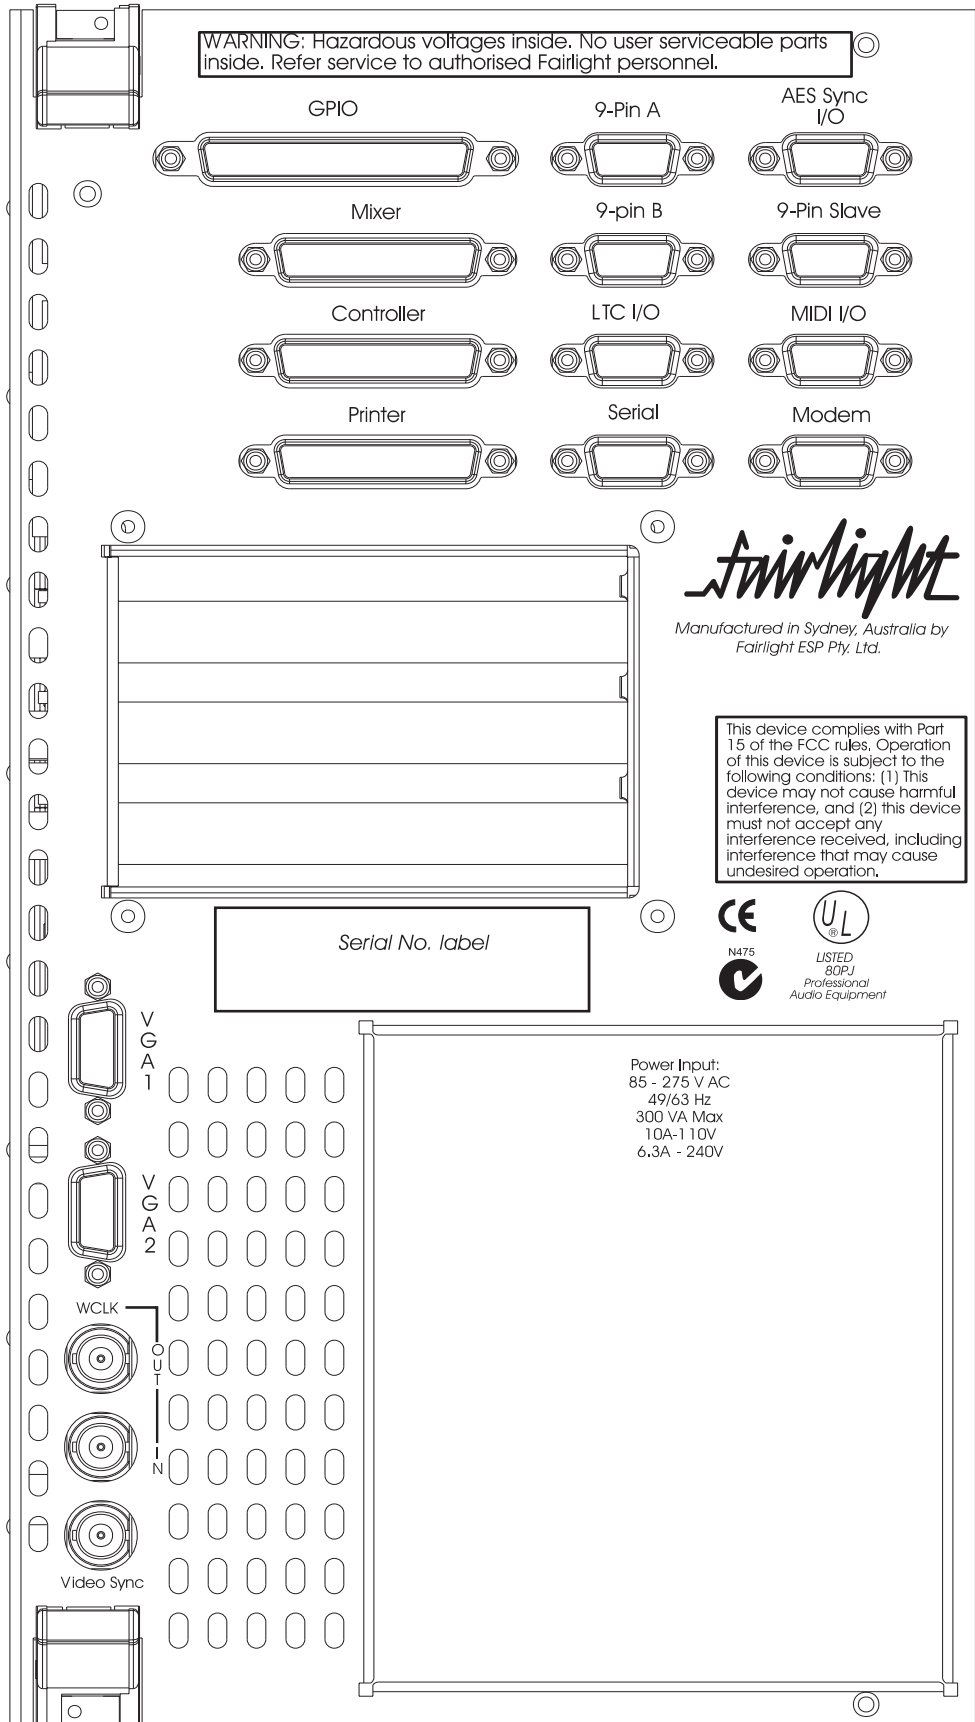 WARNING: Hazardous voltages inside. No user serviceable parts
inside. Refer service to authorised Fairlight personnel.
GPIO
9-Pin A
AES Sync
I/O
Mixer
9-pin B
9-Pin Slave
Controller
LTC I/O
MIDI I/O
Printer
Serial
Modem
fairlight
Manufactured in Sydney, Australia by
Fairlight ESP Pty. Ltd.
This device complies with Part
15 of the FCC rules. Operation
of this device is subject to the
following conditions: (1) This
device may not cause harmful
interference, and (2) this device
must not accept any
interference received, including
interference that may cause
undesired operation.
CE
UL
®
N475
LISTED
80PJ
Professional
Audio Equipment
Serial No. label
VGA1
Power Input:
85 - 275 V AC
49/63 Hz
300 VA Max
10A-110V
6.3A - 240V
VGA2
WCLK
OUT
IN
Video Sync